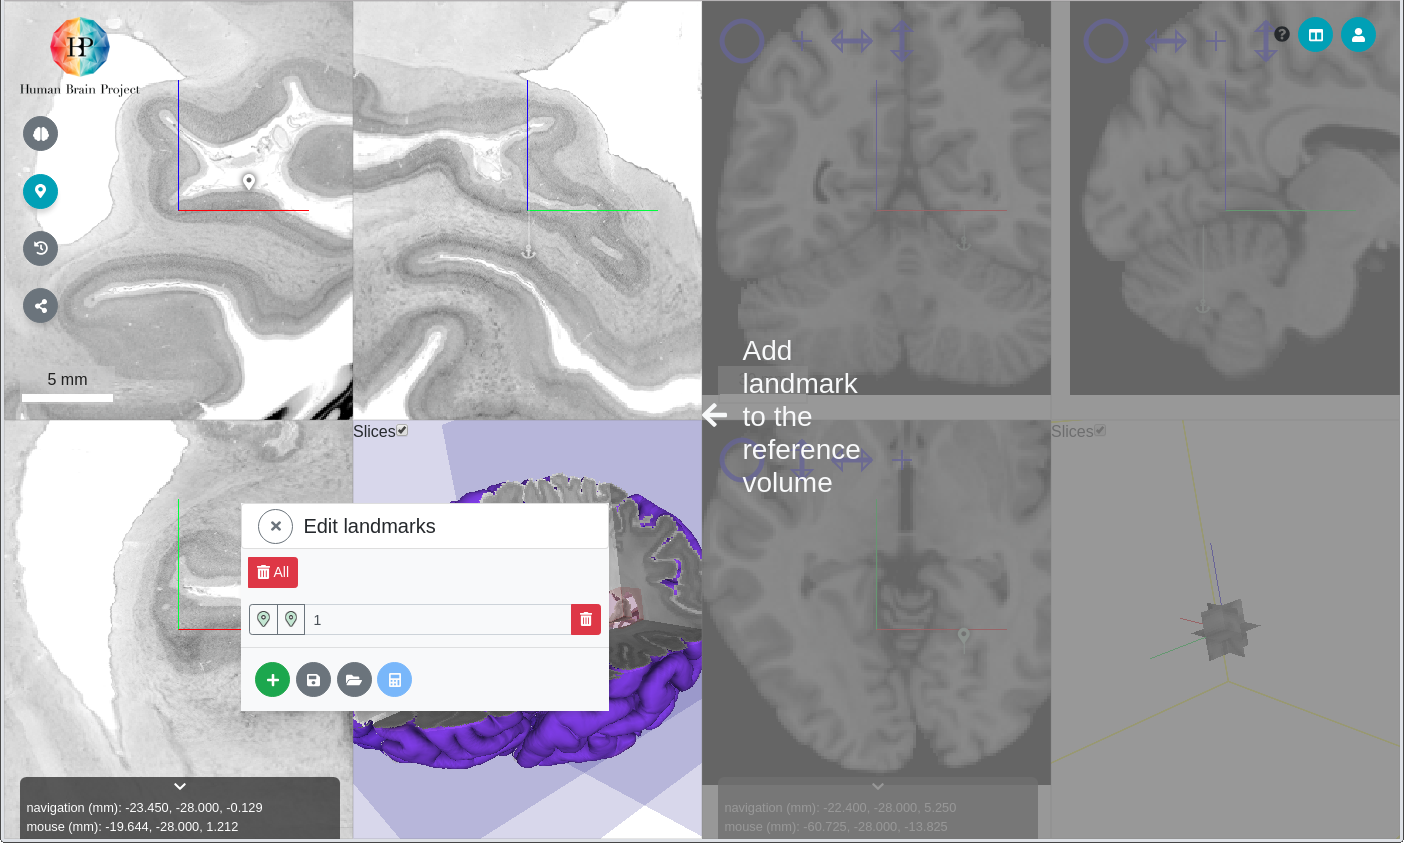 HP
Human Brain Project
5 mm
Add
landmark
to the
reference
volume
Slices
Slices
Edit landmarks
All
1
navigation (mm): -23.450, -28.000, -0.129
mouse (mm): -19.644, -28.000, 1.212
navigation (mm): -22.400, -28.000, 5.250
mouse (mm): -60.725, -28.000, -13.825